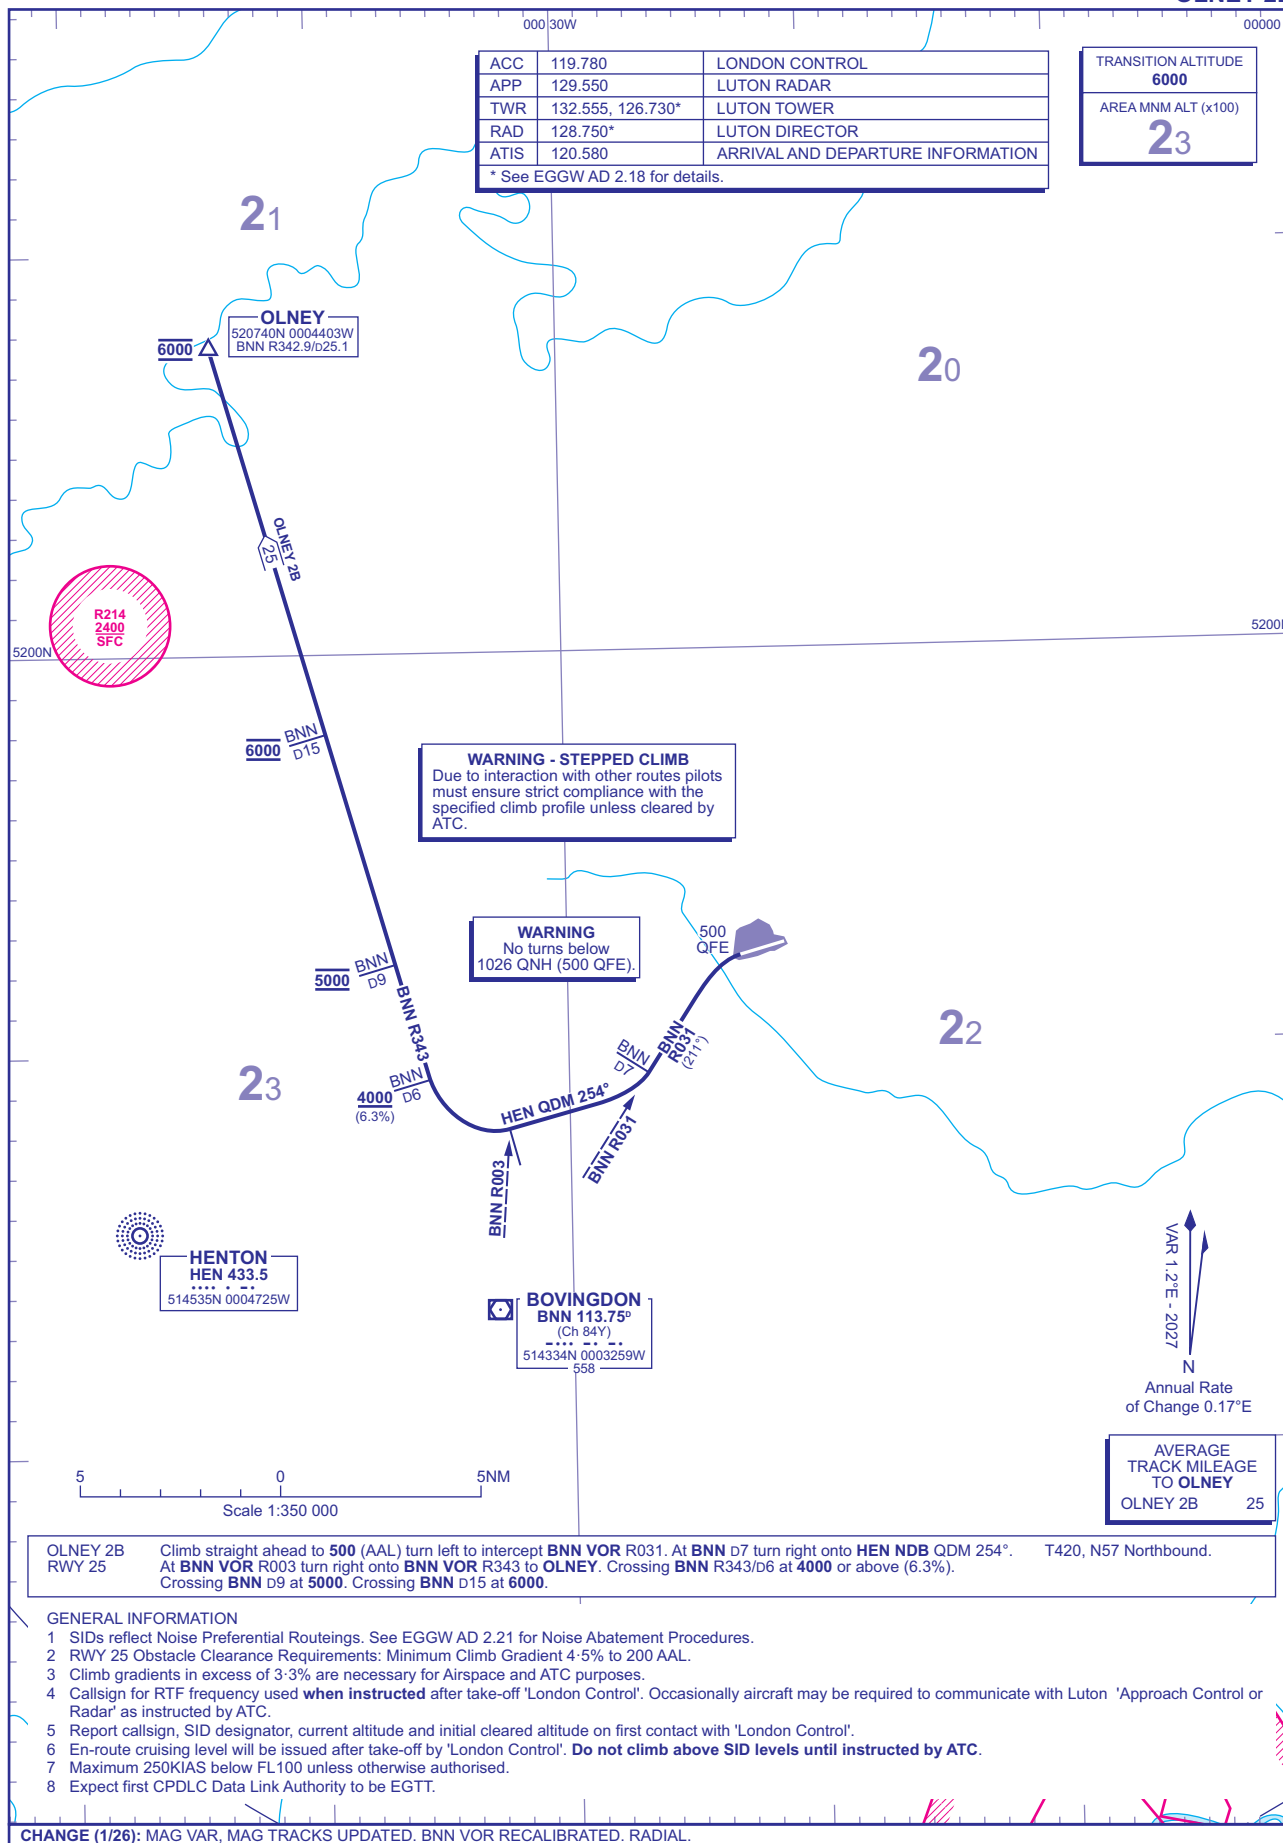 000 30W
00000
ACC 119.780 LONDON CONTROL
APP 129.550 LUTON RADAR
TWR 132.555, 126.730* LUTON TOWER
RAD 128.750* LUTON DIRECTOR
ATIS 120.580 ARRIVAL AND DEPARTURE INFORMATION
* See EGGW AD 2.18 for details.
TRANSITION ALTITUDE
6000
AREA MNM ALT (x100)
23
21
OLNEY
520740N 0004403W
BNN R342.9/D25.1
6000
20
OLNEY 2B
25
R214
2400
SFC
5200N
5200
BNN
D15
6000
WARNING - STEPPED CLIMB
Due to interaction with other routes pilots
must ensure strict compliance with the
specified climb profile unless cleared by
ATC.
WARNING
No turns below
1026 QNH (500 QFE).
500
QFE
BNN
D9
5000
BNN R343
BNN
R031
(211°)
BNN
D7
22
23
BNN
D6
4000
(6.3%)
HEN QDM 254°
BNN R031
BNN R003
HENTON
HEN 433.5
514535N 0004725W
BOVINGDON
BNN 113.75D
(Ch 84Y)
514334N 0003259W
558
VAR 1.2°E - 2027
N
Annual Rate
of Change 0.17°E
AVERAGE
TRACK MILEAGE
TO OLNEY
OLNEY 2B 25
5 0 5NM
Scale 1:350 000
OLNEY 2B Climb straight ahead to 500 (AAL) turn left to intercept BNN VOR R031. At BNN D7 turn right onto HEN NDB QDM 254°. T420, N57 Northbound.
RWY 25 At BNN VOR R003 turn right onto BNN VOR R343 to OLNEY. Crossing BNN R343/D6 at 4000 or above (6.3%).
Crossing BNN D9 at 5000. Crossing BNN D15 at 6000.
GENERAL INFORMATION
1 SIDs reflect Noise Preferential Routeings. See EGGW AD 2.21 for Noise Abatement Procedures.
2 RWY 25 Obstacle Clearance Requirements: Minimum Climb Gradient 4·5% to 200 AAL.
3 Climb gradients in excess of 3·3% are necessary for Airspace and ATC purposes.
4 Callsign for RTF frequency used when instructed after take-off 'London Control'. Occasionally aircraft may be required to communicate with Luton 'Approach Control or
Radar' as instructed by ATC.
5 Report callsign, SID designator, current altitude and initial cleared altitude on first contact with 'London Control'.
6 En-route cruising level will be issued after take-off by 'London Control'. Do not climb above SID levels until instructed by ATC.
7 Maximum 250KIAS below FL100 unless otherwise authorised.
8 Expect first CPDLC Data Link Authority to be EGTT.
CHANGE (1/26): MAG VAR, MAG TRACKS UPDATED. BNN VOR RECALIBRATED. RADIAL.